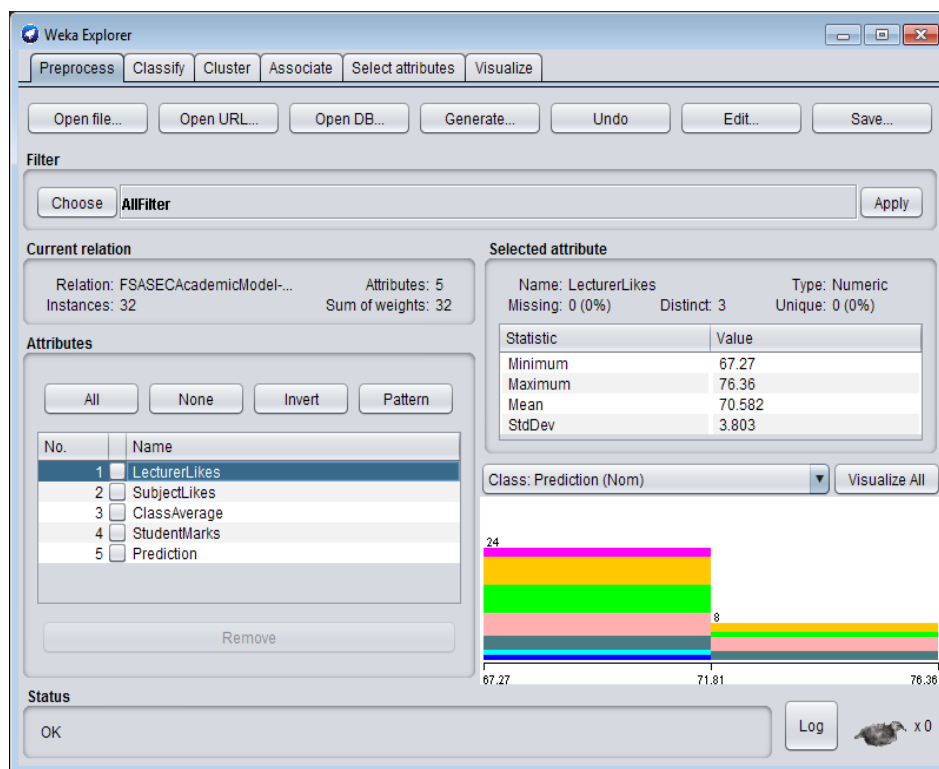 Weka Explorer
Preprocess Classify Cluster Associate Select attributes Visualize
Open file... Open URL... Open DB... Generate... Undo Edit... Save...
Filter
Choose AllFilter Apply
Current relation
Relation: FSASECAcademicModel-... Attributes: 5
Instances: 32 Sum of weights: 32
Attributes
All None Invert Pattern
No. Name
1 LecturerLikes
2 SubjectLikes
3 ClassAverage
4 StudentMarks
5 Prediction
Remove
Selected attribute
Name: LecturerLikes Type: Numeric
Missing: 0 (0%) Distinct: 3 Unique: 0 (0%)
Statistic Value
Minimum 67.27
Maximum 76.36
Mean 70.582
StdDev 3.803
Class: Prediction (Nom) Visualize All
24
8
67.27 71.81 76.36
Status
OK Log x 0